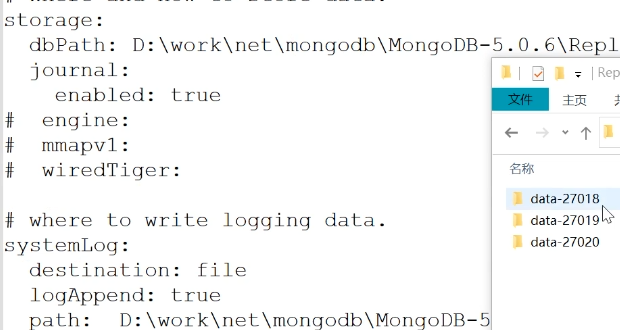 storage:
dbPath: D:\work\net\mongodb\MongoDB-5.0.6\Repl
journal:
enabled: true
# engine:
# mmapv1:
# wiredTiger:
# where to write logging data.
systemLog:
destination: file
logAppend: true
path: D:\work\net\mongodb\MongoDB-5
Rep
文件 主页
名称
data-27018
data-27019
data-27020